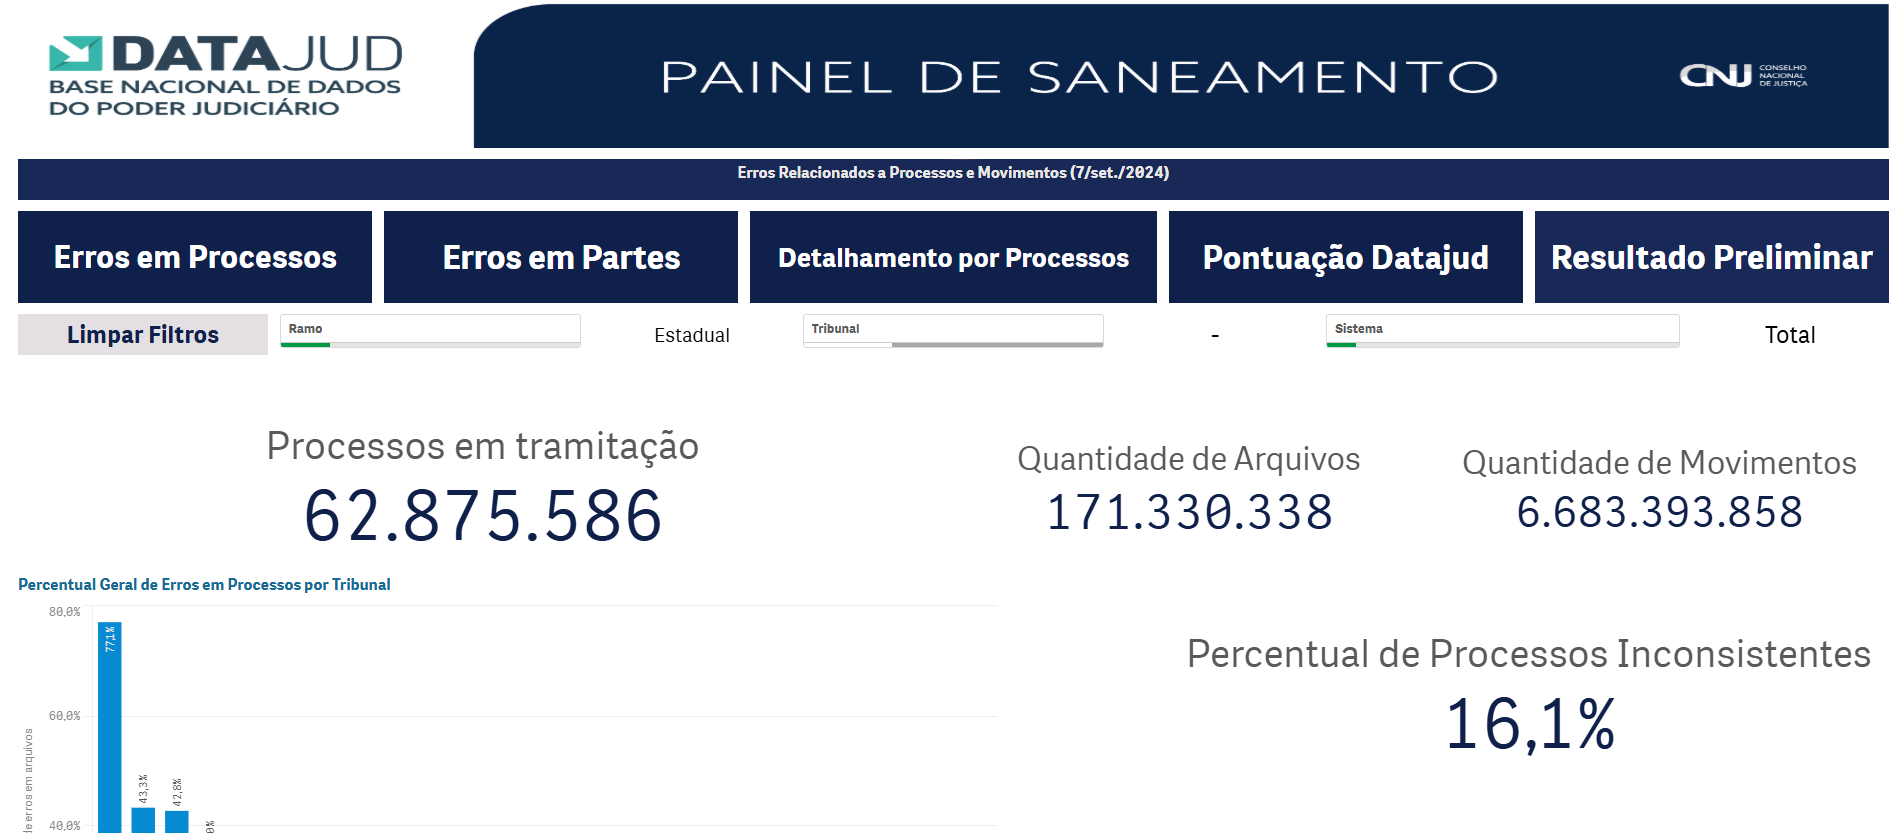 DATAJUD
BASE NACIONAL DE DADOS
DO PODER JUDICIÁRIO
PAINEL DE SANEAMENTO
CNJ
CONSELHO
NACIONAL
DE JUSTIÇA
Erros Relacionados a Processos e Movimentos (7/set./2024)
Erros em Processos
Erros em Partes
Detalhamento por Processos
Pontuação Datajud
Resultado Preliminar
Limpar Filtros
Ramo
Estadual
Tribunal
-
Sistema
Total
Processos em tramitação
62.875.586
Quantidade de Arquivos
171.330.338
Quantidade de Movimentos
6.683.393.858
Percentual Geral de Erros em Processos por Tribunal
80,0%
60,0%
40,0%
de erros em arquivos
77,1%
43,3%
42,8%
Percentual de Processos Inconsistentes
16,1%